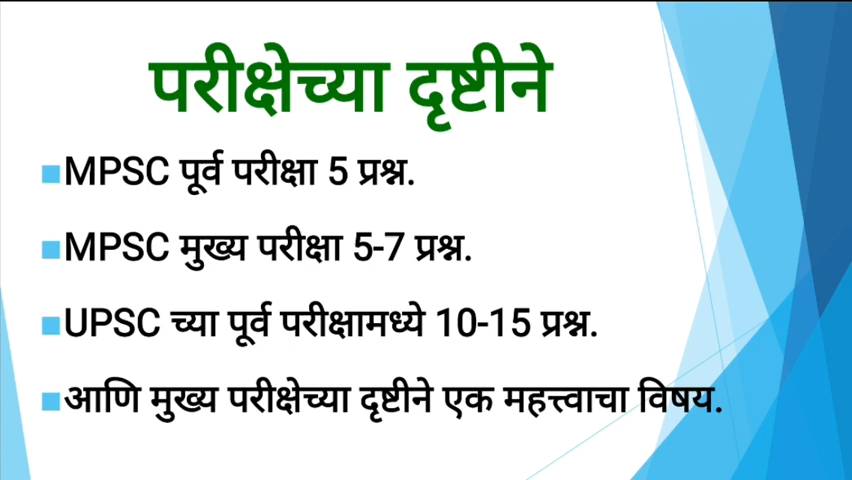 परीक्षेच्या दृष्टीने
MPSC पूर्व परीक्षा 5 प्रश्न.
MPSC मुख्य परीक्षा 5-7 प्रश्न.
UPSC च्या पूर्व परीक्षामध्ये 10-15 प्रश्न.
आणि मुख्य परीक्षेच्या दृष्टीने एक महत्त्वाचा विषय.